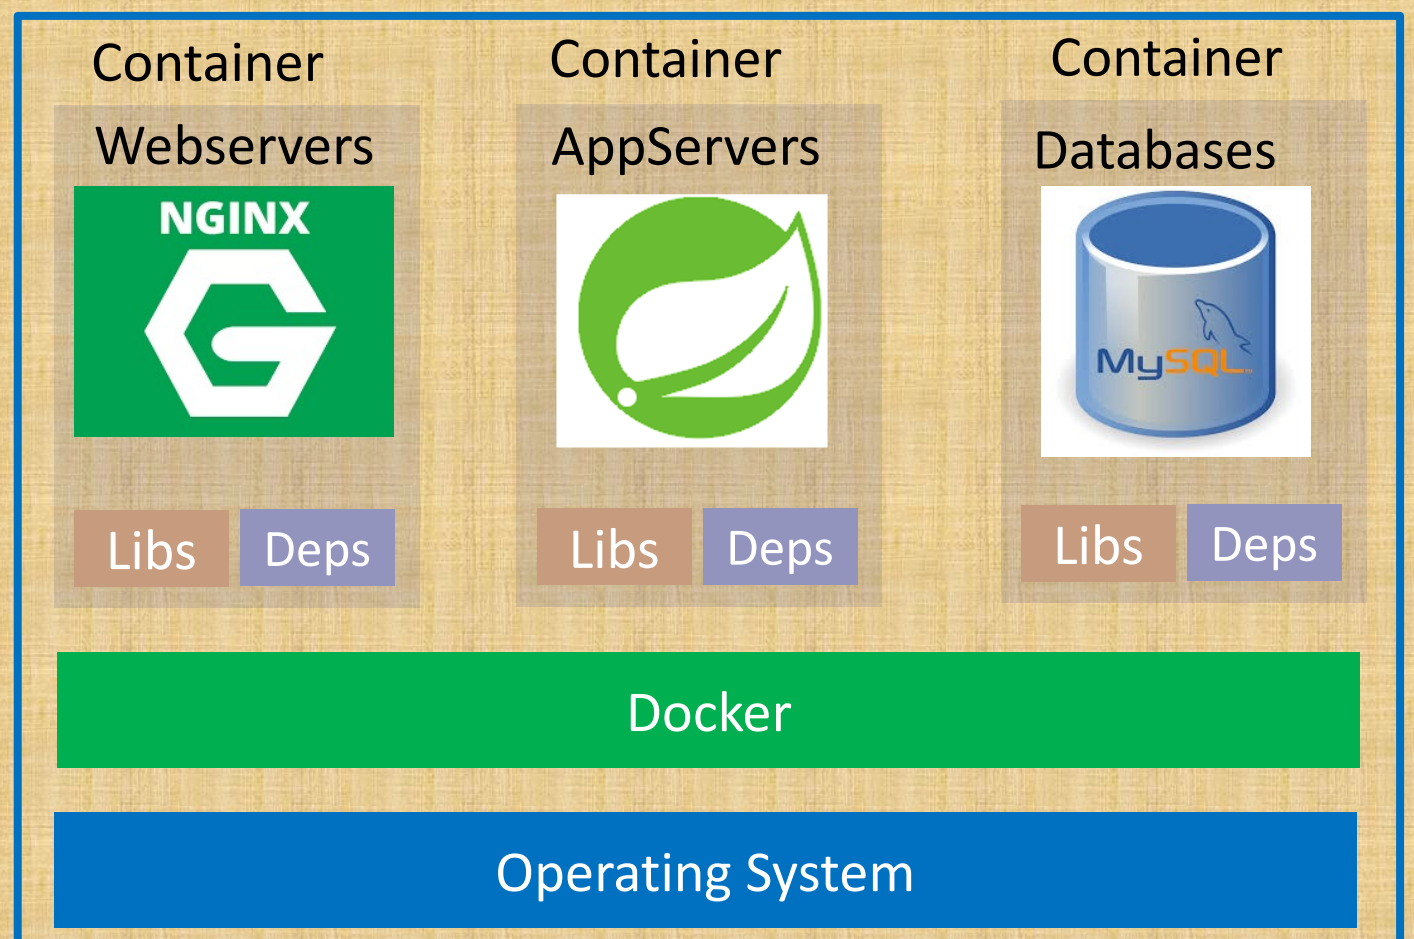 Container
Container
Container
Webservers
AppServers
Databases
NGINX
MySQL
Libs
Deps
Libs
Deps
Libs
Deps
Docker
Operating System